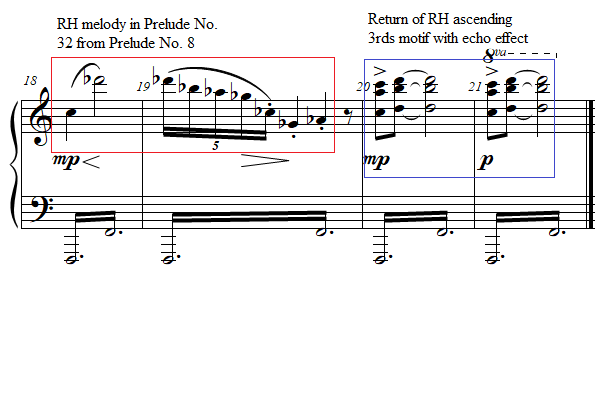 RH melody in Prelude No.
32 from Prelude No. 8
Return of RH ascending
3rds motif with echo effect
8va
18
19
20
21
5
mp
mp
p